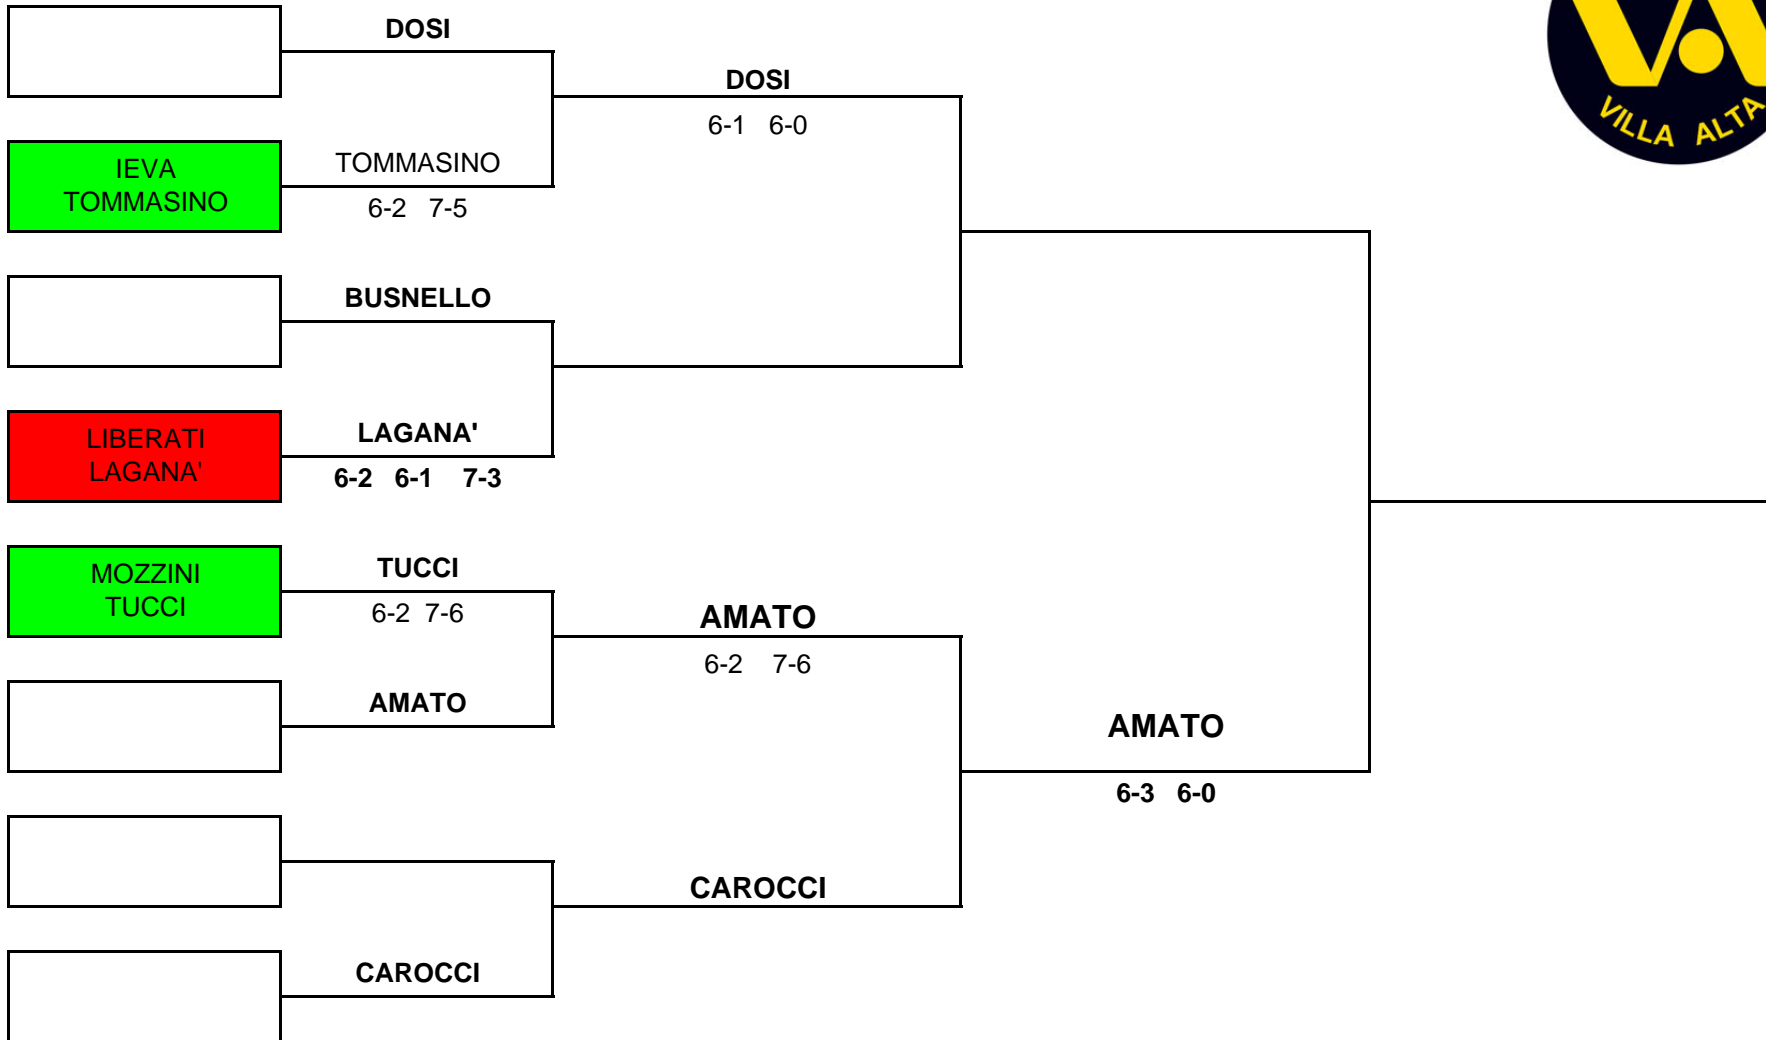 DOSI
DOSI
6-1 6-0
VILLA ALTA
IEVA
TOMMASINO
TOMMASINO
6-2 7-5
BUSNELLO
LIBERATI
LAGANA'
LAGANA'
6-2 6-1 7-3
MOZZINI
TUCCI
TUCCI
6-2 7-6
AMATO
6-2 7-6
AMATO
AMATO
6-3 6-0
CAROCCI
CAROCCI